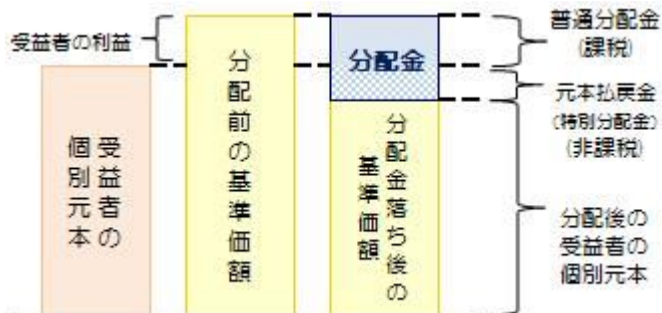 受益者の利益
受益者の
個別元本
分配前の基準価額
分配金
分配金落ち後の
基準価額
普通分配金
(課税)
元本払戻金
(特別分配金)
(非課税)
分配後の
受益者の
個別元本